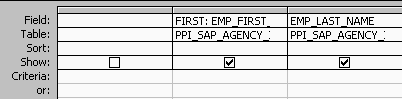 Field: FIRST: EMP_FIRST_ EMP_LAST_NAME
Table: PPI_SAP_AGENCY_ PPI_SAP_AGENCY_
Sort:
Show:
Criteria:
or: